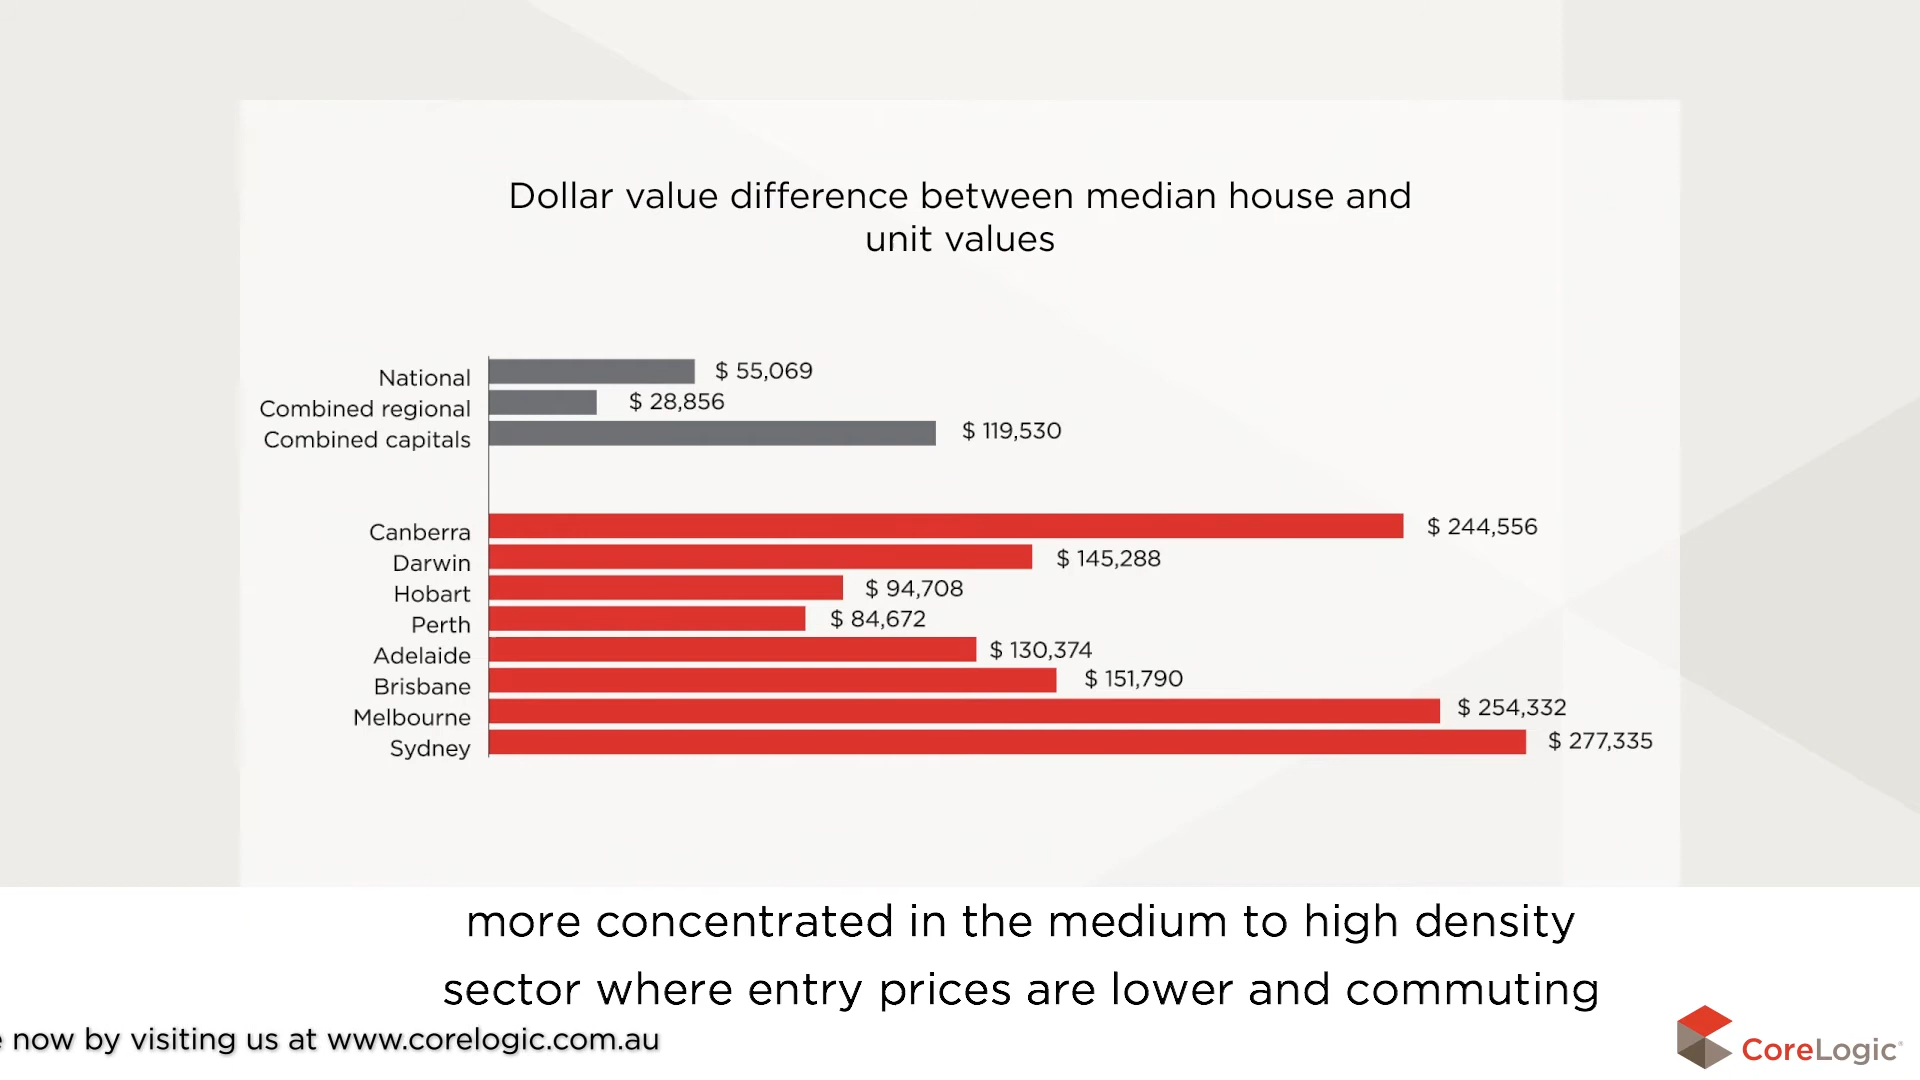 Dollar value difference between median house and
unit values
National $ 55,069
Combined regional $ 28,856
Combined capitals $ 119,530
Canberra $ 244,556
Darwin $ 145,288
Hobart $ 94,708
Perth $ 84,672
Adelaide $ 130,374
Brisbane $ 151,790
Melbourne $ 254,332
Sydney $ 277,335
more concentrated in the medium to high density
sector where entry prices are lower and commuting
now by visiting us at www.corelogic.com.au
CoreLogic